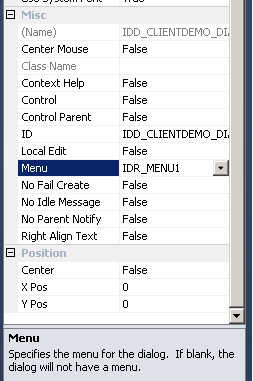 Use System Font True
Misc
(Name) IDD_CLIENTDEMO_DI
Center Mouse False
Class Name
Context Help False
Control False
Control Parent False
ID IDD_CLIENTDEMO_DI
Local Edit False
Menu IDR_MENU1
No Fail Create False
No Idle Message False
No Parent Notify False
Right Align Text False
Position
Center False
X Pos 0
Y Pos 0
Menu
Specifies the menu for the dialog. If blank, the
dialog will not have a menu.